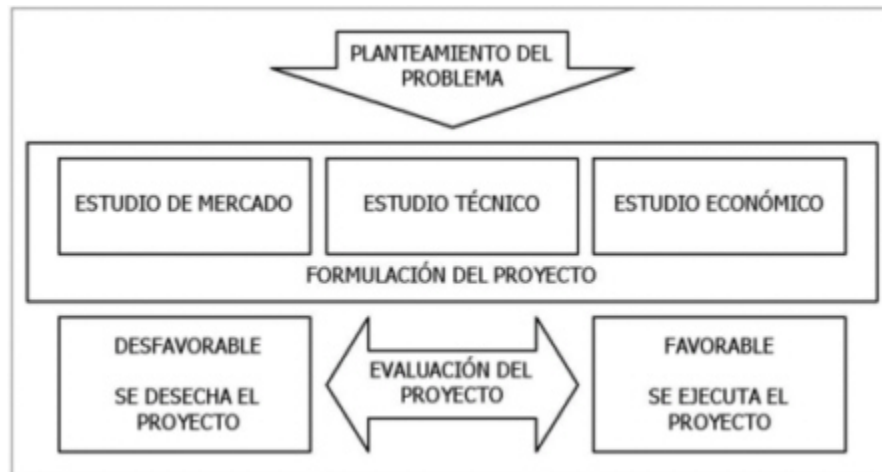 PLANTEAMIENTO DEL
PROBLEMA
ESTUDIO DE MERCADO
ESTUDIO TÉCNICO
ESTUDIO ECONÓMICO
FORMULACIÓN DEL PROYECTO
DESFAVORABLE
SE DESECHA EL
PROYECTO
EVALUACIÓN DEL
PROYECTO
FAVORABLE
SE EJECUTA EL
PROYECTO